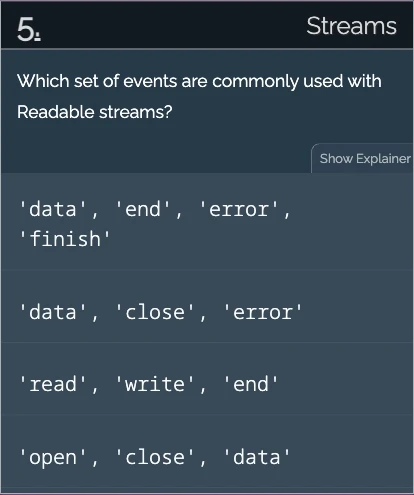 5.
Streams
Which set of events are commonly used with
Readable streams?
Show Explainer
'data', 'end', 'error',
'finish'
'data', 'close', 'error'
'read', 'write', 'end'
'open', 'close', 'data'